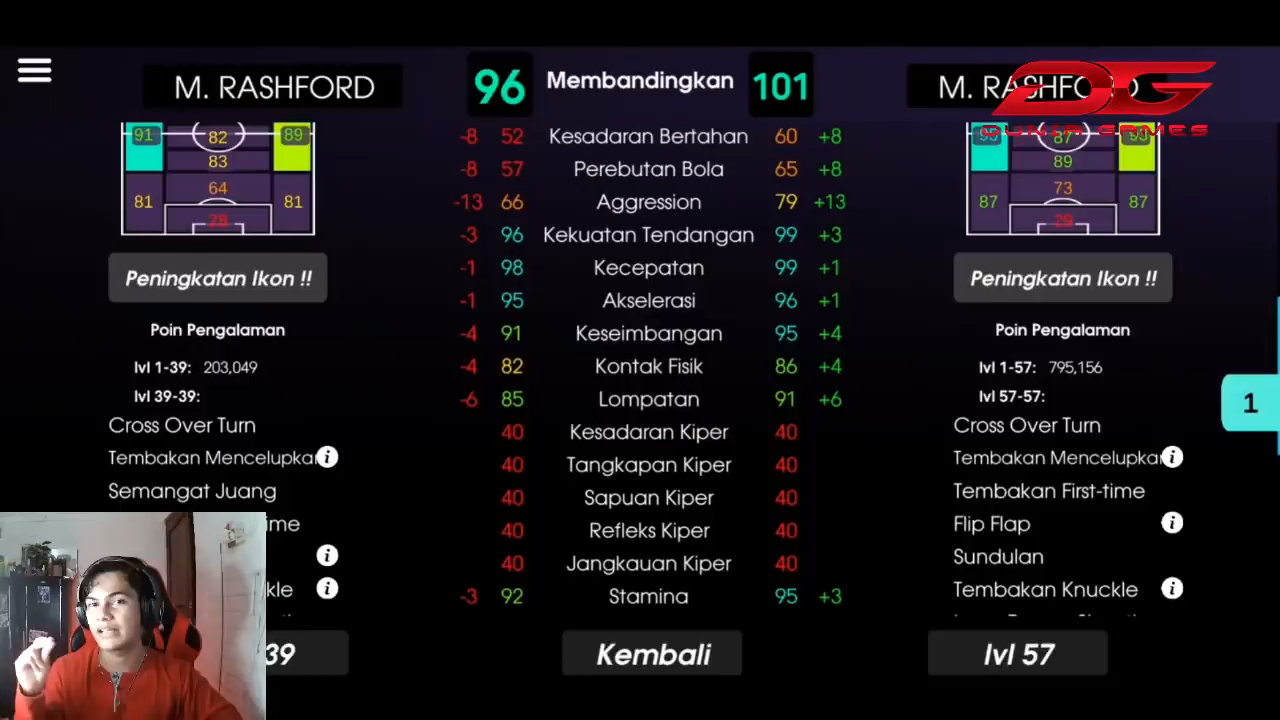 M. RASHFORD
96
Membandingkan
101
M. RASHFORD
DUNIA GAMES
91 82 89
83
64
81 81
28
87
89
73
87 87
29
-8 52 Kesadaran Bertahan 60 +8
-8 57 Perebutan Bola 65 +8
-13 66 Aggression 79 +13
-3 96 Kekuatan Tendangan 99 +3
-1 98 Kecepatan 99 +1
-1 95 Akselerasi 96 +1
-4 91 Keseimbangan 95 +4
-4 82 Kontak Fisik 86 +4
-6 85 Lompatan 91 +6
40 Kesadaran Kiper 40
40 Tangkapan Kiper 40
40 Sapuan Kiper 40
40 Refleks Kiper 40
40 Jangkauan Kiper 40
-3 92 Stamina 95 +3
Peningkatan Ikon !!
Poin Pengalaman
lvl 1-39: 203,049
lvl 39-39:
Cross Over Turn
Tembakan Mencelupkan
Semangat Juang
ime
kle
39
Kembali
Peningkatan Ikon !!
Poin Pengalaman
lvl 1-57: 795,156
lvl 57-57:
Cross Over Turn
Tembakan Mencelupkan
Tembakan First-time
Flip Flap
Sundulan
Tembakan Knuckle
lvl 57
1